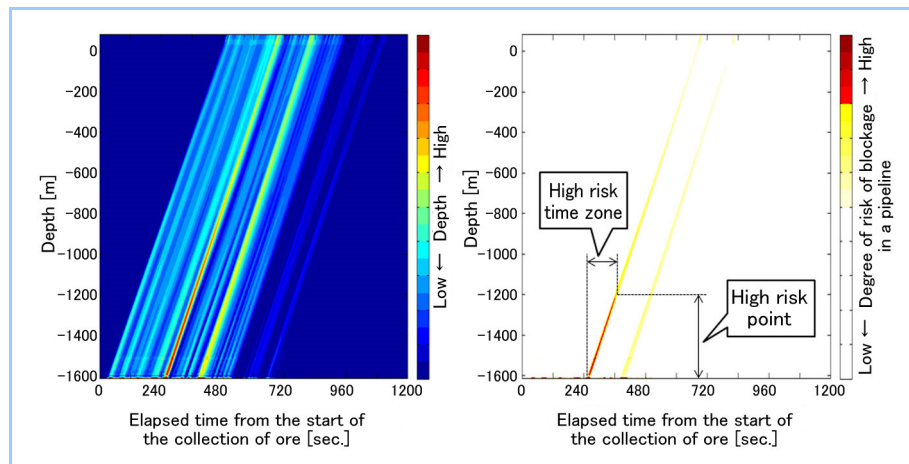 0
−200
−400
−600
−800
−1000
−1200
−1400
−1600
Depth [m]
0
240
480
720
960
1200
Elapsed time from the start of
the collection of ore [sec.]
Low ← Depth → High
0
−200
−400
−600
−800
−1000
−1200
−1400
−1600
Depth [m]
High risk
time zone
High risk
point
0
240
480
720
960
1200
Elapsed time from the start of
the collection of ore [sec.]
Low ← Degree of risk of blockage → High
in a pipeline